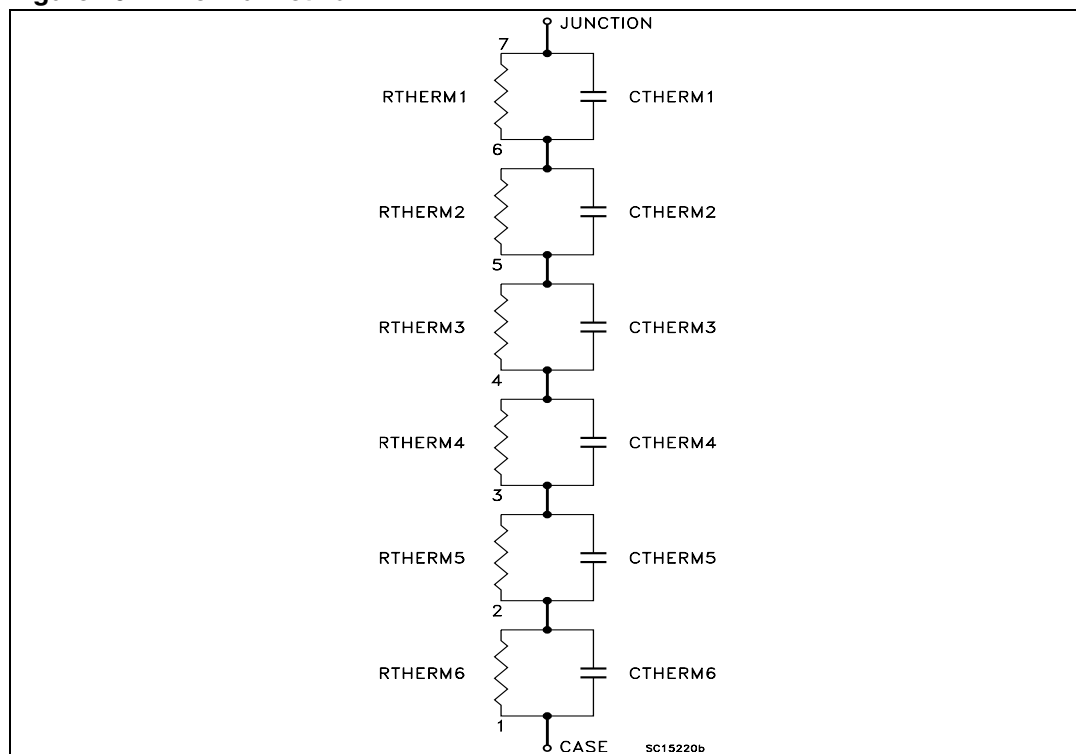 JUNCTION
7
RTHERM1 CTHERM1
6
RTHERM2 CTHERM2
5
RTHERM3 CTHERM3
4
RTHERM4 CTHERM4
3
RTHERM5 CTHERM5
2
RTHERM6 CTHERM6
1
CASE SC15220b